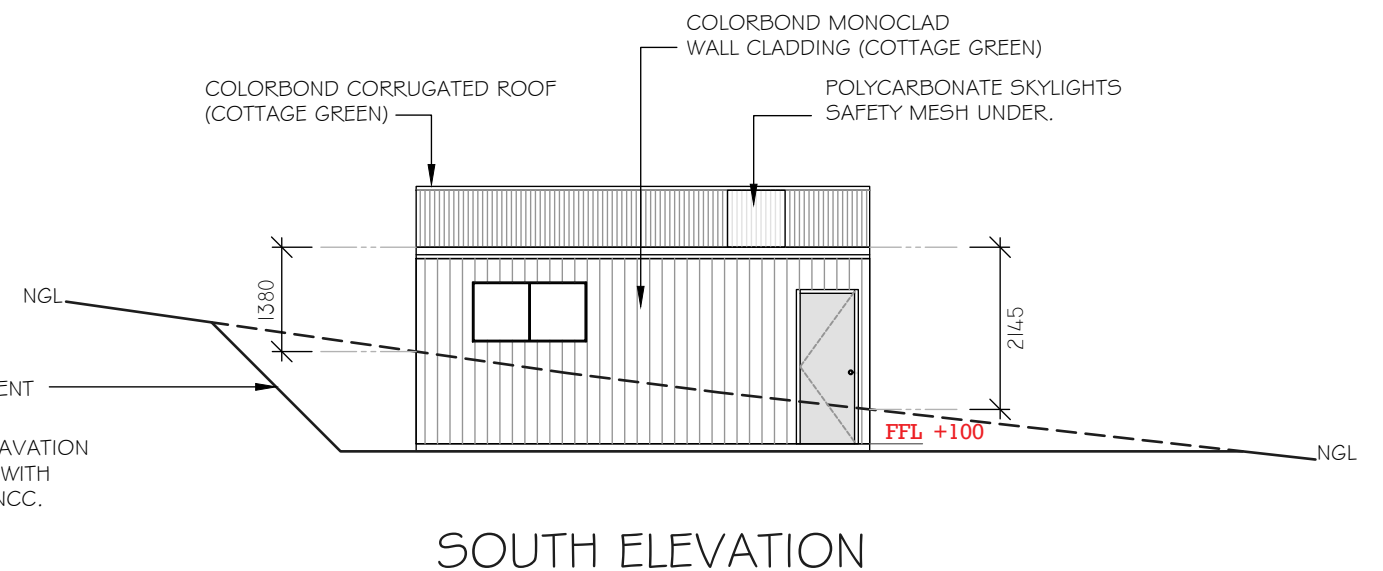 COLORBOND MONOCLAD
WALL CLADDING (COTTAGE GREEN)
COLORBOND CORRUGATED ROOF
(COTTAGE GREEN)
POLYCARBONATE SKYLIGHTS
SAFETY MESH UNDER.
NGL
1380
2145
ENT
AVATION
WITH
NCC.
FFL +100
NGL
SOUTH ELEVATION